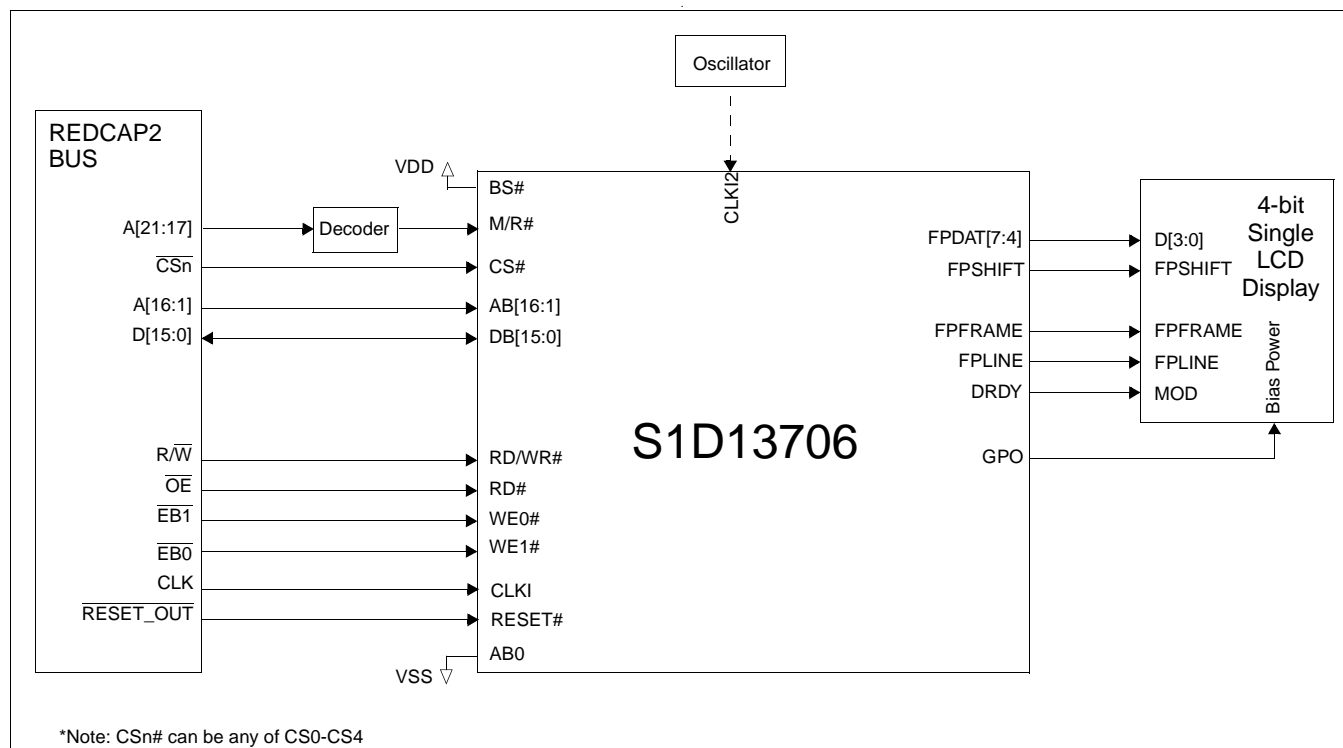 Oscillator
REDCAP2
BUS
VDD
BS#
CLKI2
A[21:17]
Decoder
M/R#
CSn
CS#
A[16:1]
AB[16:1]
D[15:0]
DB[15:0]
R/W
RD/WR#
OE
RD#
EB1
WE0#
EB0
WE1#
CLK
CLKI
RESET_OUT
RESET#
VSS
AB0
S1D13706
FPDAT[7:4]
FPSHIFT
FPFRAME
FPLINE
DRDY
GPO
4-bit
Single
LCD
Display
D[3:0]
FPSHIFT
FPFRAME
FPLINE
MOD
Bias Power
*Note: CSn# can be any of CS0-CS4